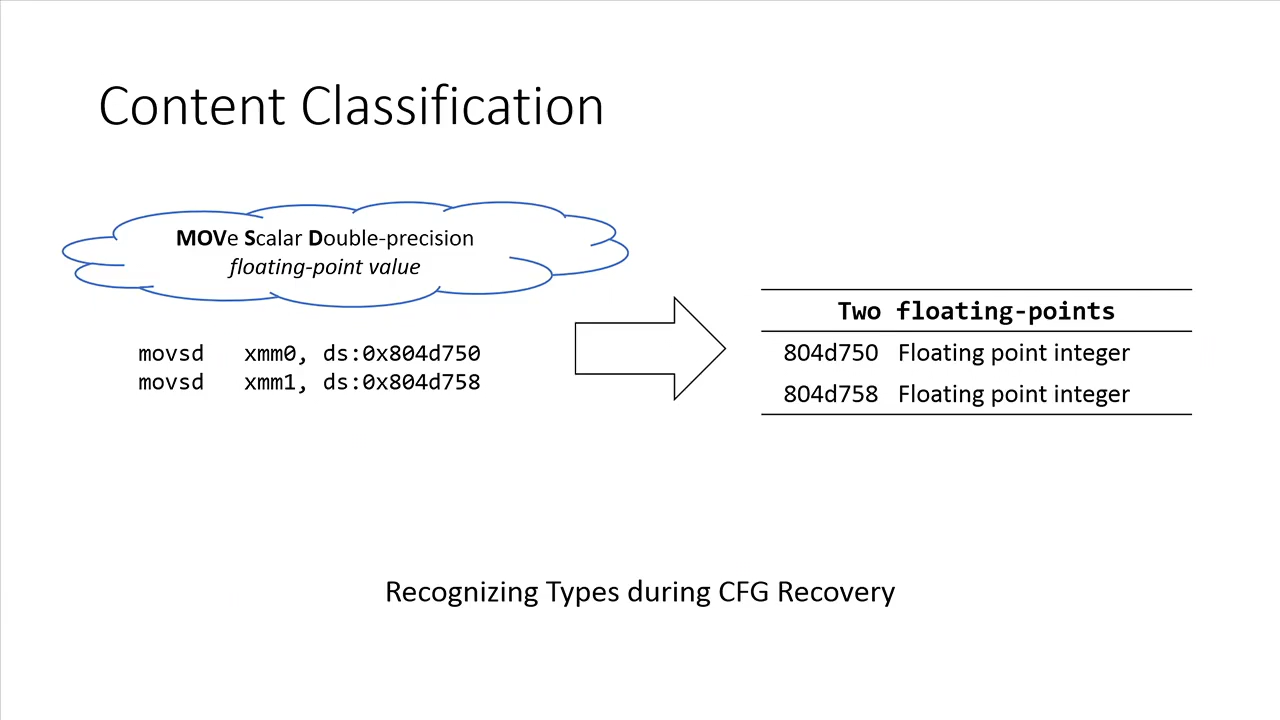 Content Classification
MOVe Scalar Double-precision
floating-point value
movsd xmm0, ds:0x804d750
movsd xmm1, ds:0x804d758
Two floating-points
804d750 Floating point integer
804d758 Floating point integer
Recognizing Types during CFG Recovery